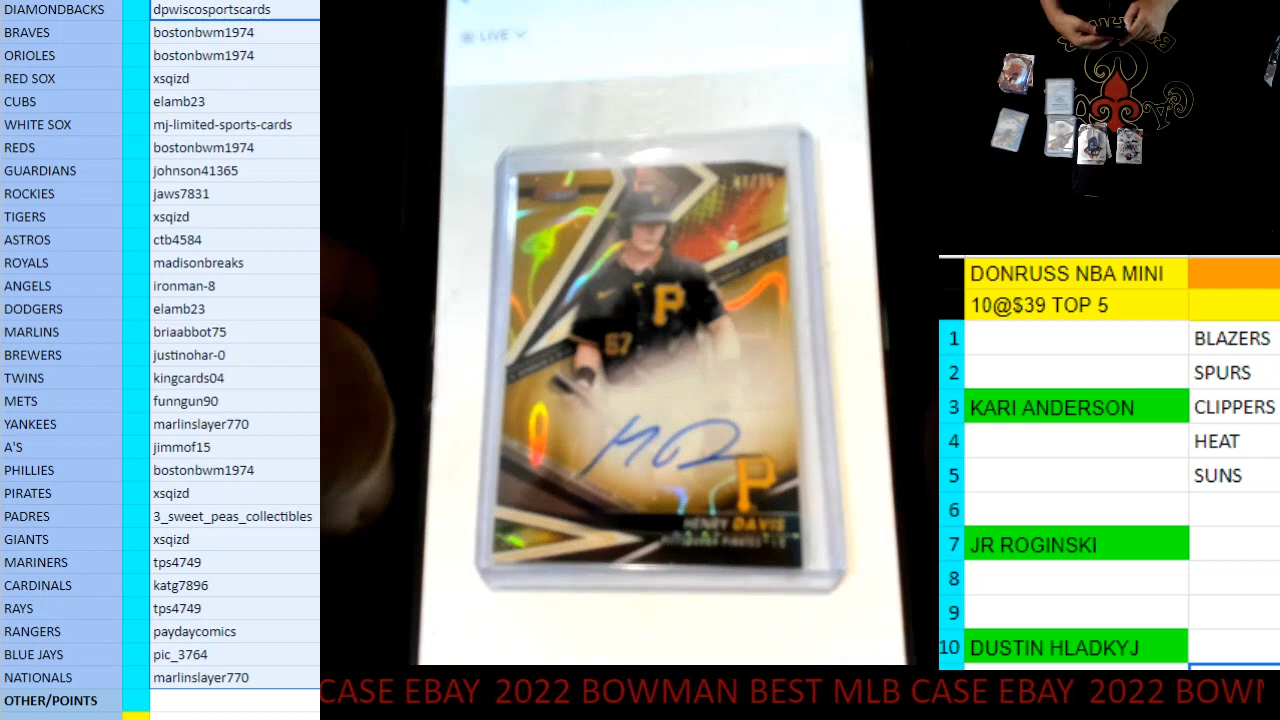 DIAMONDBACKS dpwiscosportscards
BRAVES bostonbwm1974
ORIOLES bostonbwm1974
RED SOX xsqizd
CUBS elamb23
WHITE SOX mj-limited-sports-cards
REDS bostonbwm1974
GUARDIANS johnson41365
ROCKIES jaws7831
TIGERS xsqizd
ASTROS ctb4584
ROYALS madisonbreaks
ANGELS ironman-8
DODGERS elamb23
MARLINS briaabbot75
BREWERS justinohar-0
TWINS kingcards04
METS funngun90
YANKEES marlinslayer770
A'S jimmof15
PHILLIES bostonbwm1974
PIRATES xsqizd
PADRES 3_sweet_peas_collectibles
GIANTS xsqizd
MARINERS tps4749
CARDINALS katg7896
RAYS tps4749
RANGERS paydaycomics
BLUE JAYS pic_3764
NATIONALS marlinslayer770
OTHER/POINTS
LIVE
P
57
P
HENRY DAVIS
DONRUSS NBA MINI
10@$39 TOP 5
1 BLAZERS
2 SPURS
3 KARI ANDERSON CLIPPERS
4 HEAT
5 SUNS
6
7 JR ROGINSKI
8
9
10 DUSTIN HLADKYJ
CASE EBAY 2022 BOWMAN BEST MLB CASE EBAY 2022 BOW